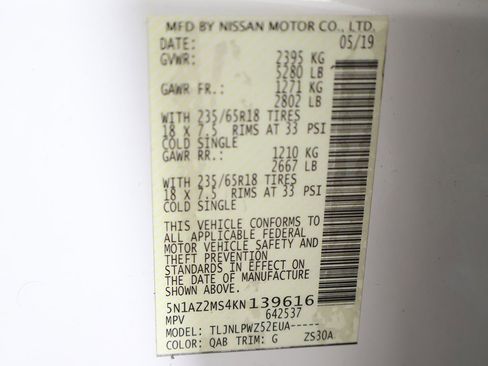 MFD BY NISSAN MOTOR CO., LTD.
DATE: 05/19
GVWR: 2395 KG
5280 LB
GAWR FR.: 1271 KG
2802 LB
WITH 235/65R18 TIRES
18 X 7.5 RIMS AT 33 PSI
COLD SINGLE
GAWR RR.: 1210 KG
2667 LB
WITH 235/65R18 TIRES
18 X 7.5 RIMS AT 33 PSI
COLD SINGLE
THIS VEHICLE CONFORMS TO
ALL APPLICABLE FEDERAL
MOTOR VEHICLE SAFETY AND
THEFT PREVENTION
STANDARDS IN EFFECT ON
THE DATE OF MANUFACTURE
SHOWN ABOVE.
5N1AZ2MS4KN139616
MPV 642537
MODEL: TLJNLPWZ52EUA-----
COLOR: QAB TRIM: G ZS30A